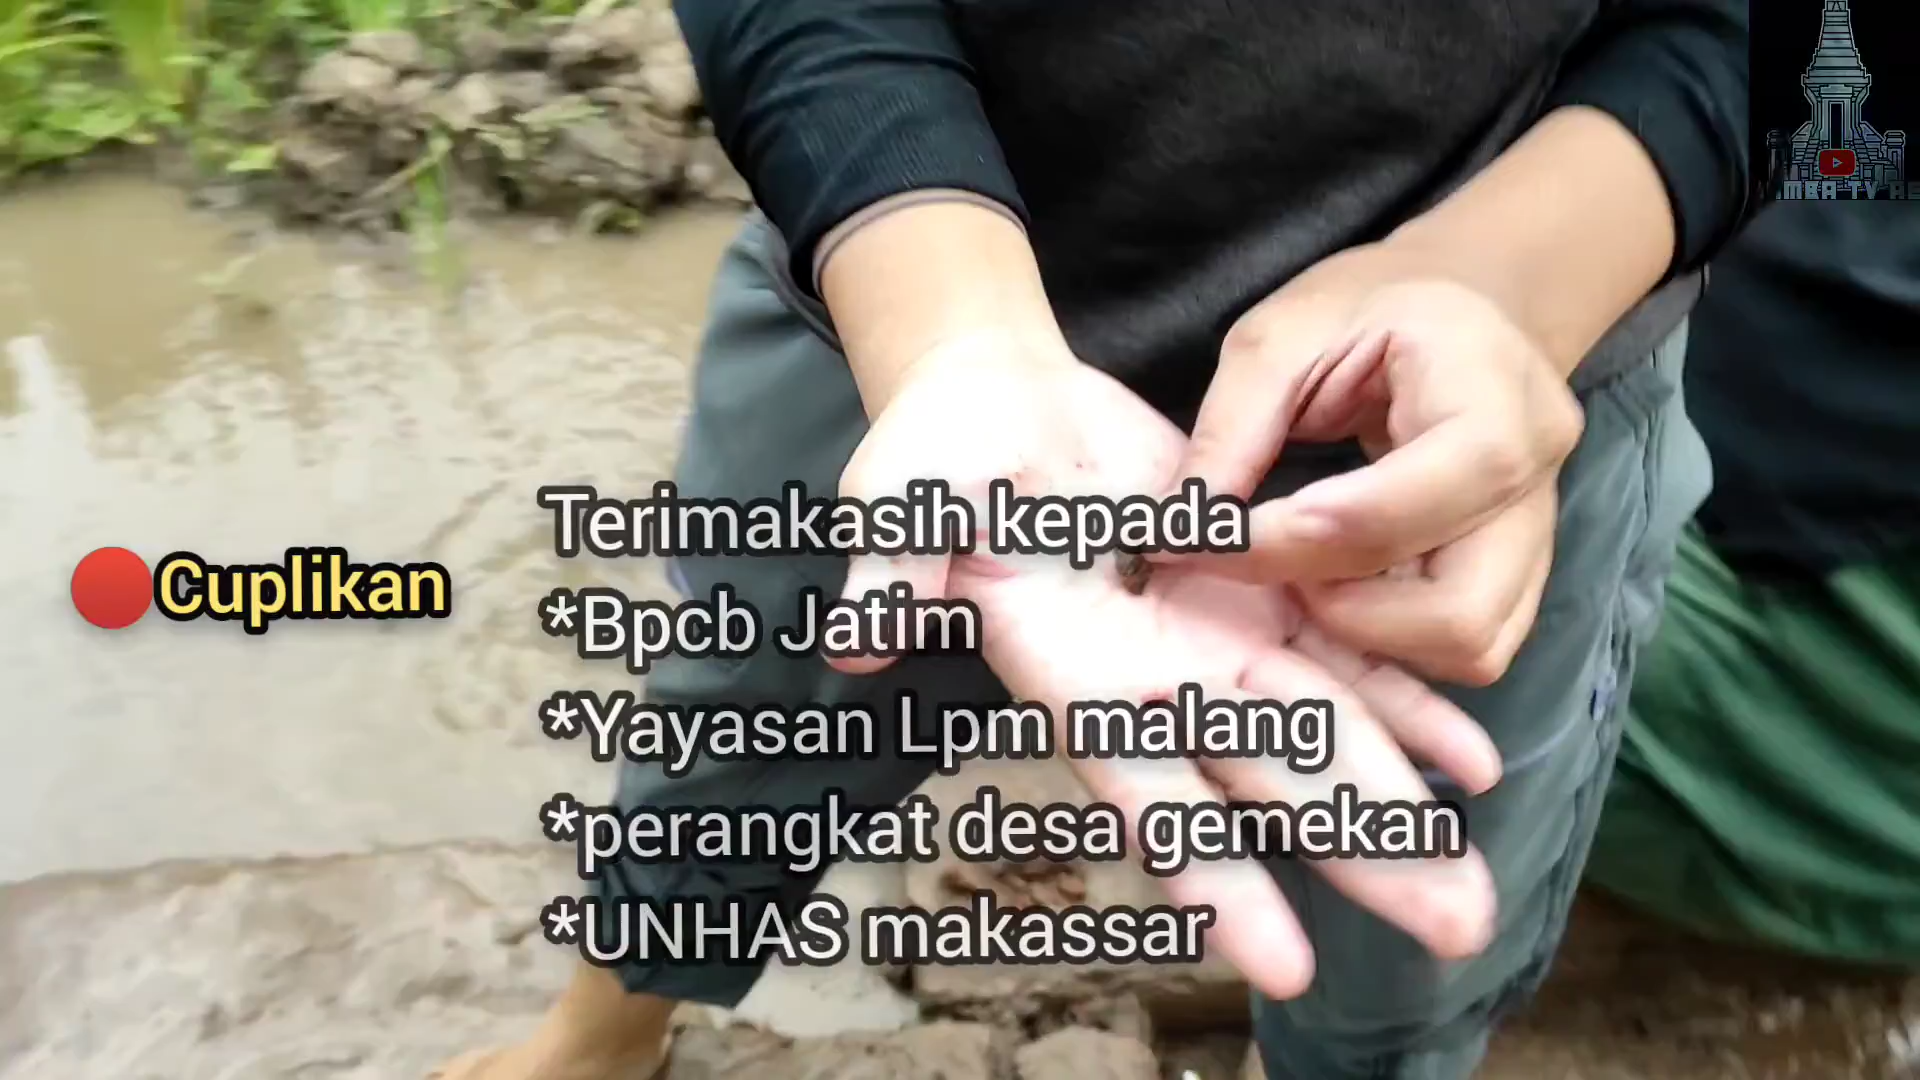 Terimakasih kepada
🔴Cuplikan
*Bpcb Jatim
*Yayasan Lpm malang
*perangkat desa gemekan
*UNHAS makassar